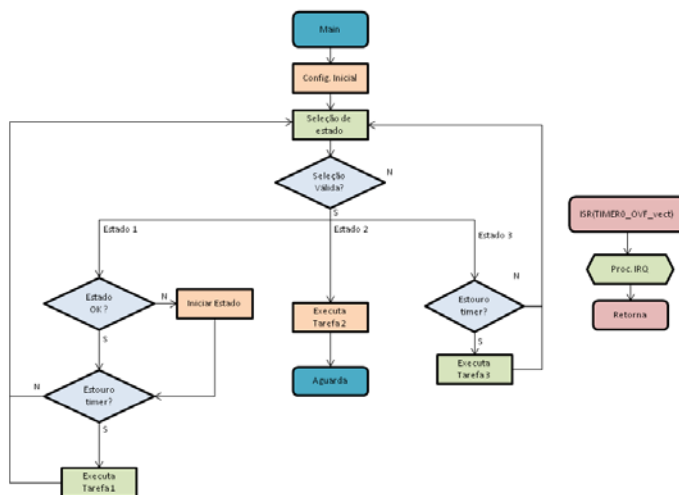 Main
Config. Inicial
Seleção de
estado
Seleção
Válida?
N
S
Estado 1
Estado 2
Estado 3
ISR(TIMER0_OVF_vect)
Proc. IRQ
Retorna
Estado
OK?
N
Iniciar Estado
S
Executa
Tarefa 2
Aguarda
Estouro
timer?
N
S
Executa
Tarefa 3
Estouro
timer?
N
S
Executa
Tarefa 1